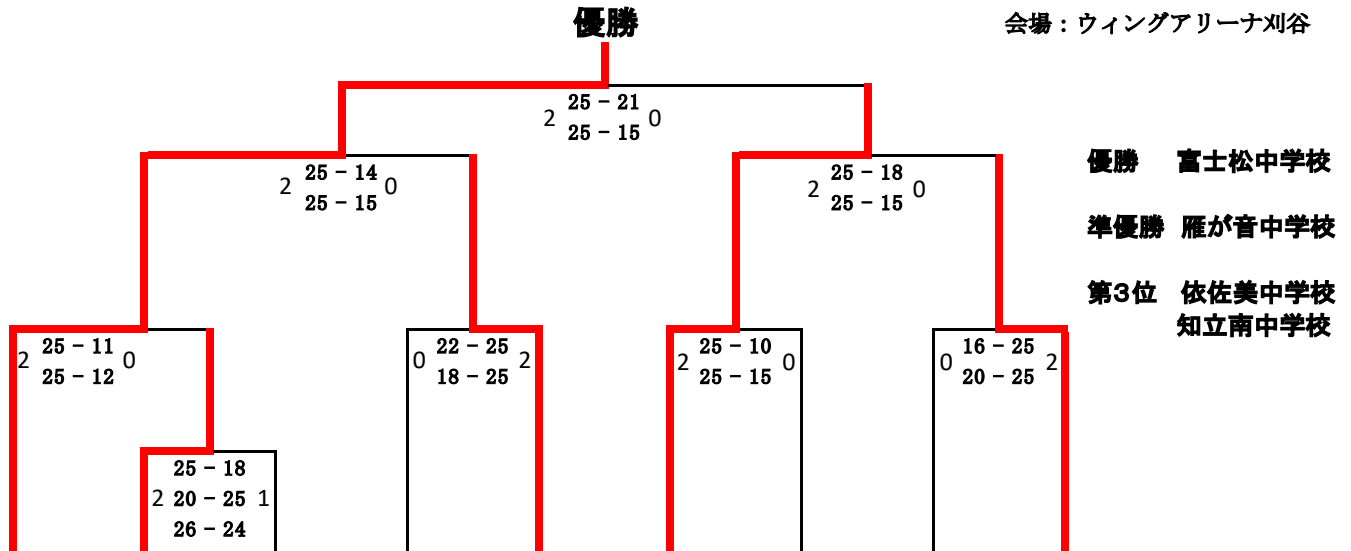 優勝
会場：ウィングアリーナ刈谷
2 25－21 0
25－15
2 25－14 0
25－15
2 25－18 0
25－15
優勝 富士松中学校
準優勝 雁が音中学校
第3位 依佐美中学校
知立南中学校
2 25－11 0
25－12
0 22－25 2
18－25
2 25－10 0
25－15
0 16－25 2
20－25
25－18
2 20－25 1
26－24